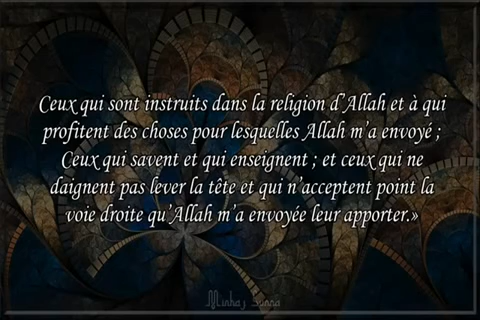 Ceux qui sont instruits dans la religion d'Allah et à qui
profitent des choses pour lesquelles Allah m'a envoyé ;
Ceux qui savent et qui enseignent ; et ceux qui ne
daignent pas lever la tête et qui n'acceptent point la
voie droite qu'Allah m'a envoyée leur apporter.»
Minhaj Sunna